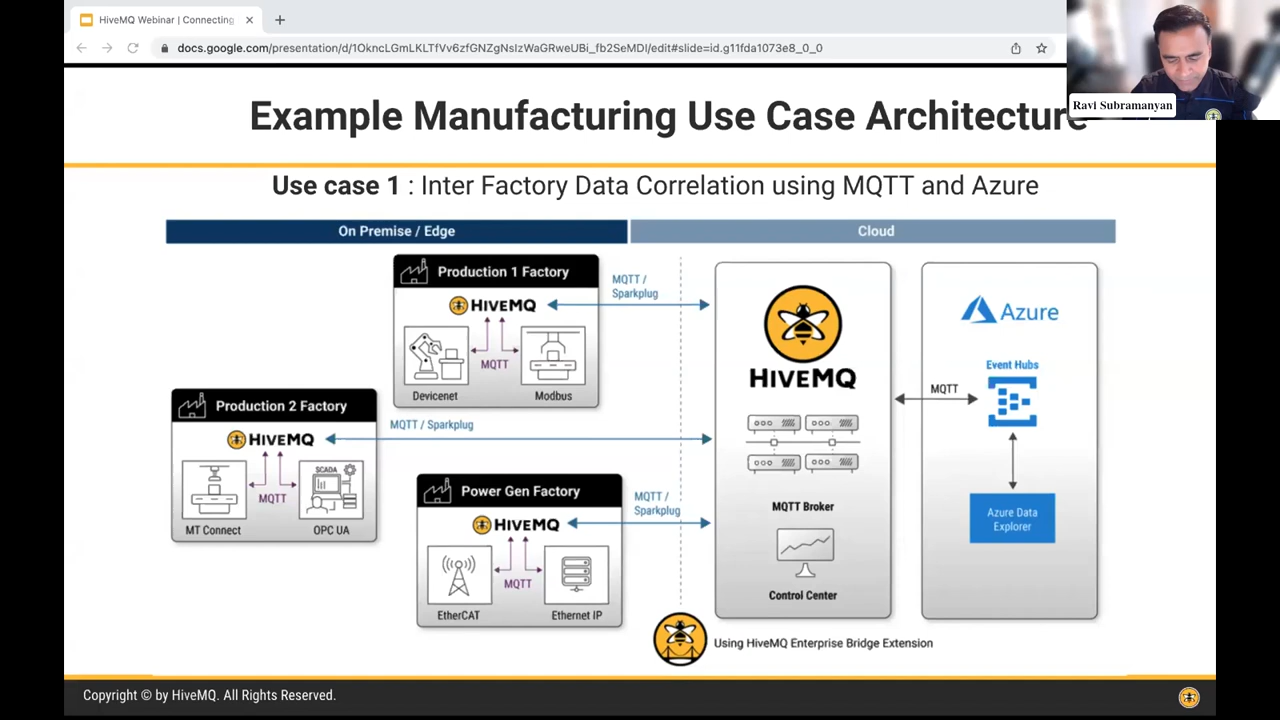 HiveMQ Webinar | Connecting
docs.google.com/presentation/d/1OkncLGmLKLTfVv6zfGNZgNsIzWaGRweUBi_fb2SeMDI/edit#slide=id.g11fda1073e8_0_0
Ravi Subramanyan
Example Manufacturing Use Case Architecture
Use case 1 : Inter Factory Data Correlation using MQTT and Azure
On Premise / Edge
Cloud
Production 1 Factory
HIVEMQ
MQTT
Devicenet
Modbus
MQTT /
Sparkplug
Production 2 Factory
HIVEMQ
SCADA
MQTT
MT Connect
OPC UA
MQTT / Sparkplug
Power Gen Factory
HIVEMQ
MQTT
EtherCAT
Ethernet IP
MQTT /
Sparkplug
HIVEMQ
MQTT Broker
Control Center
MQTT
Azure
Event Hubs
Azure Data
Explorer
Using HiveMQ Enterprise Bridge Extension
Copyright © by HiveMQ. All Rights Reserved.